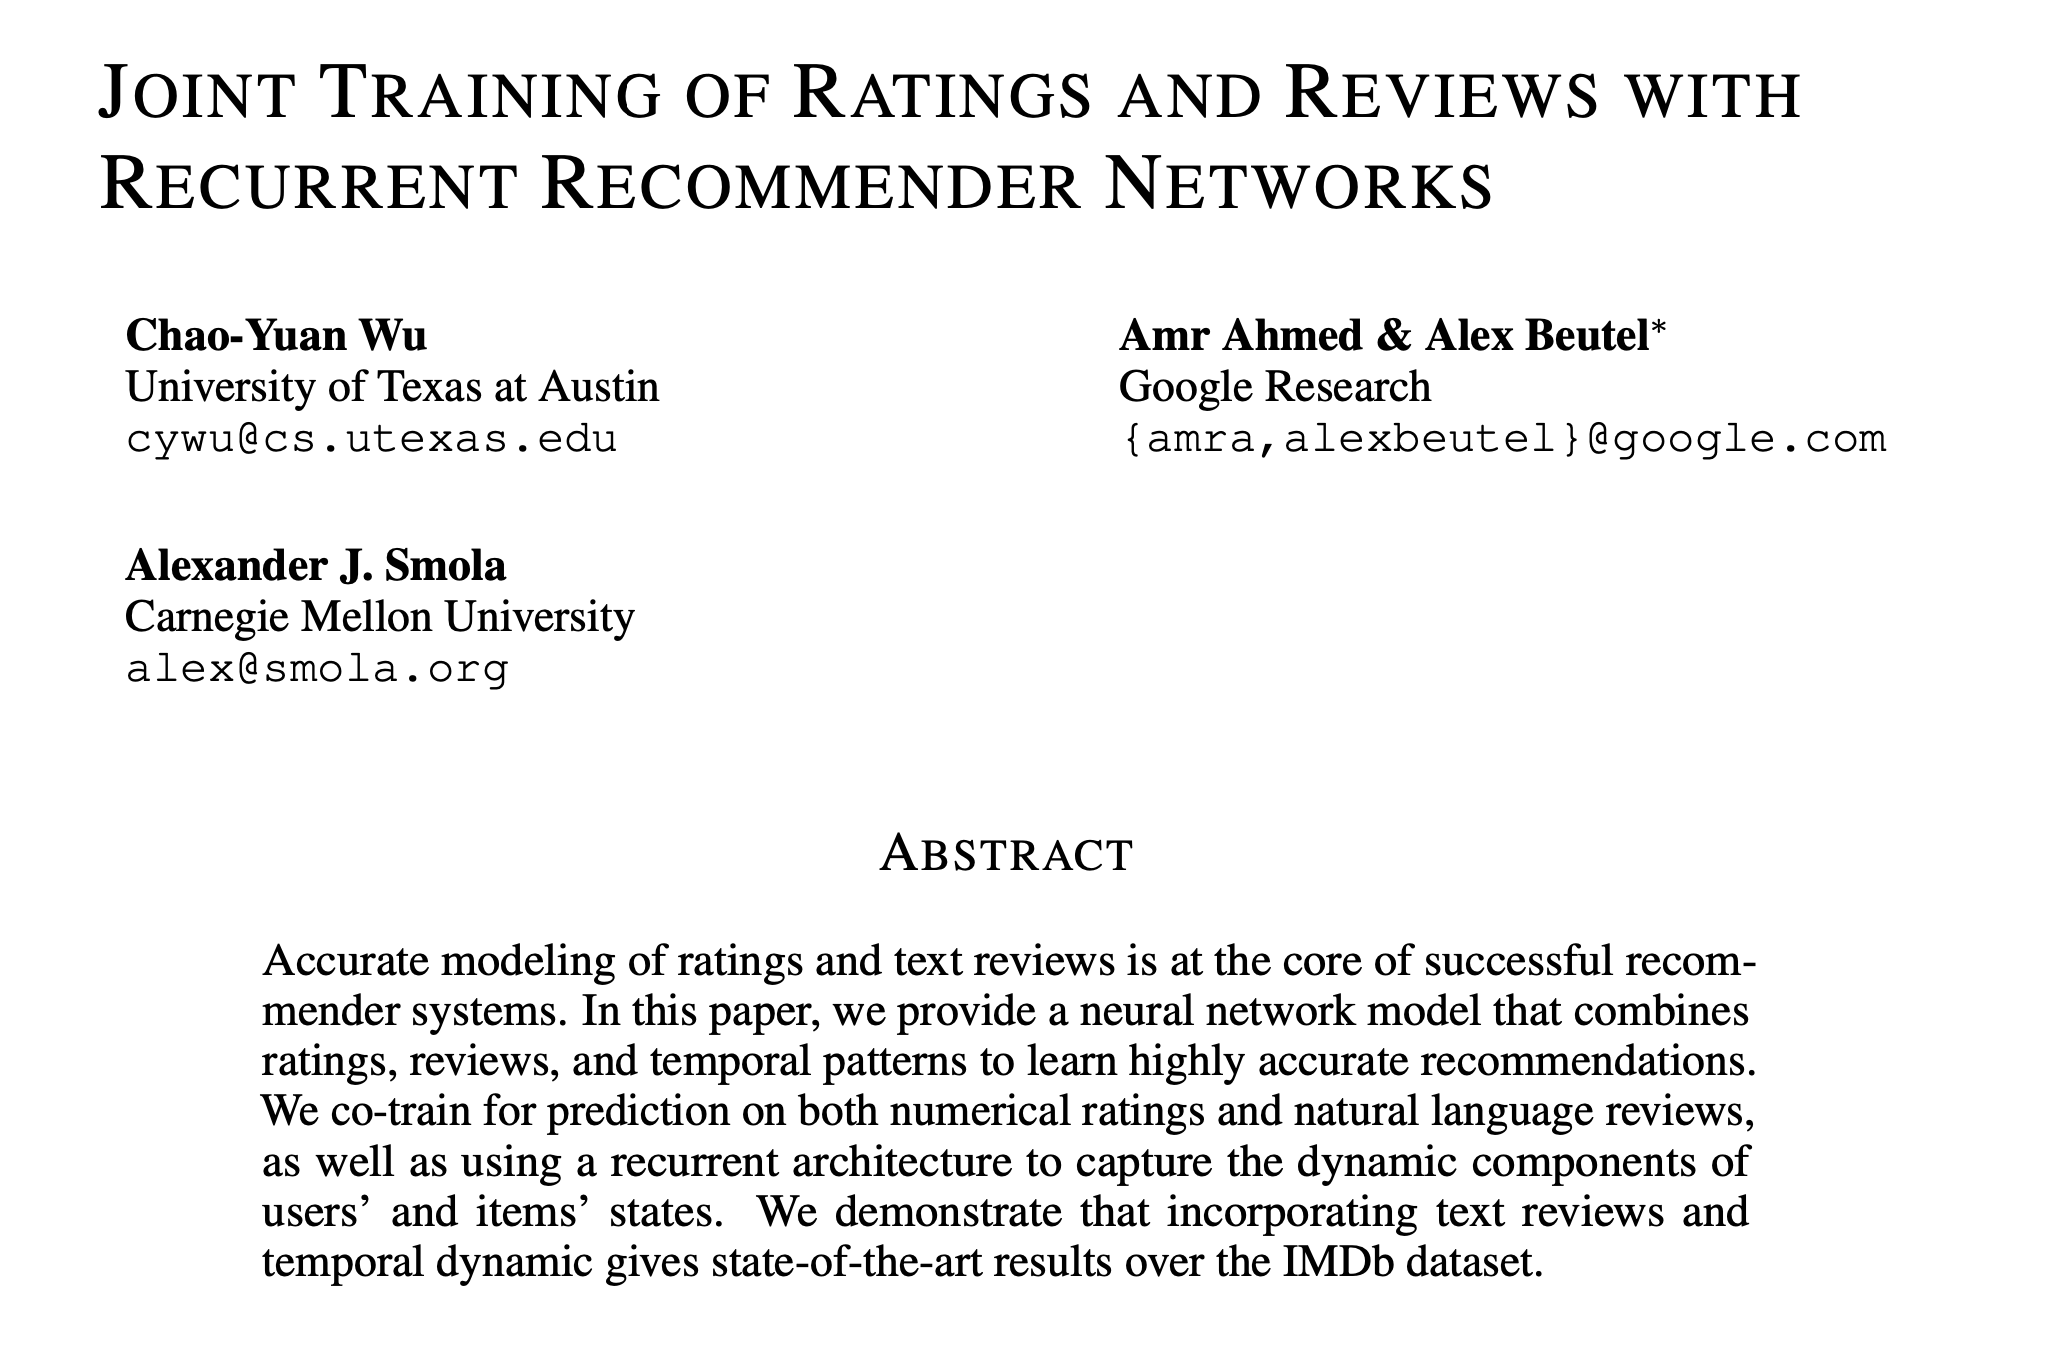 JOINT TRAINING OF RATINGS AND REVIEWS WITH
RECURRENT RECOMMENDER NETWORKS
Chao-Yuan Wu
University of Texas at Austin
cywu@cs.utexas.edu
Amr Ahmed & Alex Beutel*
Google Research
{amra,alexbeutel}@google.com
Alexander J. Smola
Carnegie Mellon University
alex@smola.org
ABSTRACT
Accurate modeling of ratings and text reviews is at the core of successful recom-
mender systems. In this paper, we provide a neural network model that combines
ratings, reviews, and temporal patterns to learn highly accurate recommendations.
We co-train for prediction on both numerical ratings and natural language reviews,
as well as using a recurrent architecture to capture the dynamic components of
users’ and items’ states. We demonstrate that incorporating text reviews and
temporal dynamic gives state-of-the-art results over the IMDb dataset.